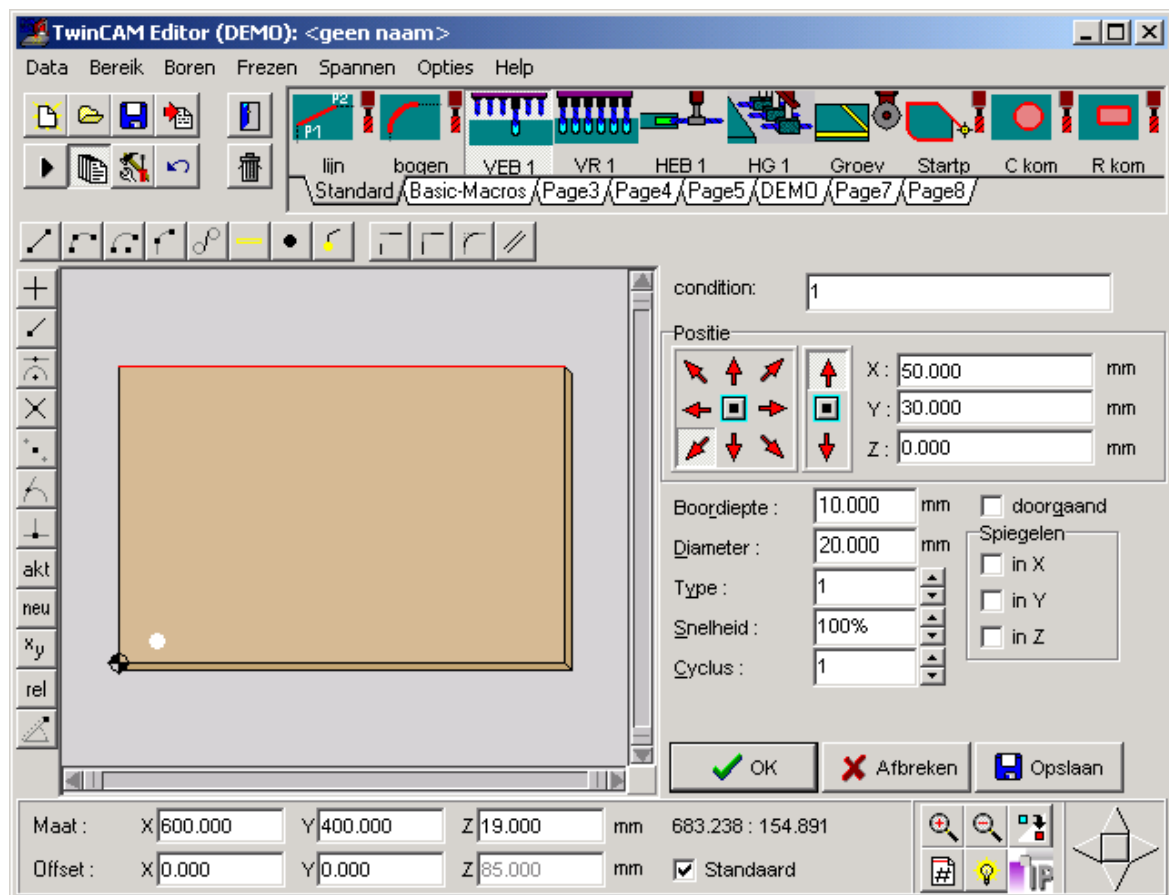 TwinCAM Editor (DEMO): <geen naam>
Data Bereik Boren Frezen Spannen Opties Help
P2
P1
lijn bogen VEB 1 VR 1 HEB 1 HG 1 Groev Startp C kom R kom
Standard Basic-Macros Page3 Page4 Page5 DEMO Page7 Page8
condition: 1
Positie
X : 50.000 mm
Y : 30.000 mm
Z : 0.000 mm
Boordiepte : 10.000 mm doorgaand
Diameter : 20.000 mm Spiegelen
in X
Type : 1
in Y
Snelheid : 100%
in Z
Cyclus : 1
akt
neu
xy
rel
OK Afbreken Opslaan
Maat : X 600.000 Y 400.000 Z 19.000 mm 683.238 : 154.891
Offset : X 0.000 Y 0.000 Z 85.000 mm Standaard
#
IP